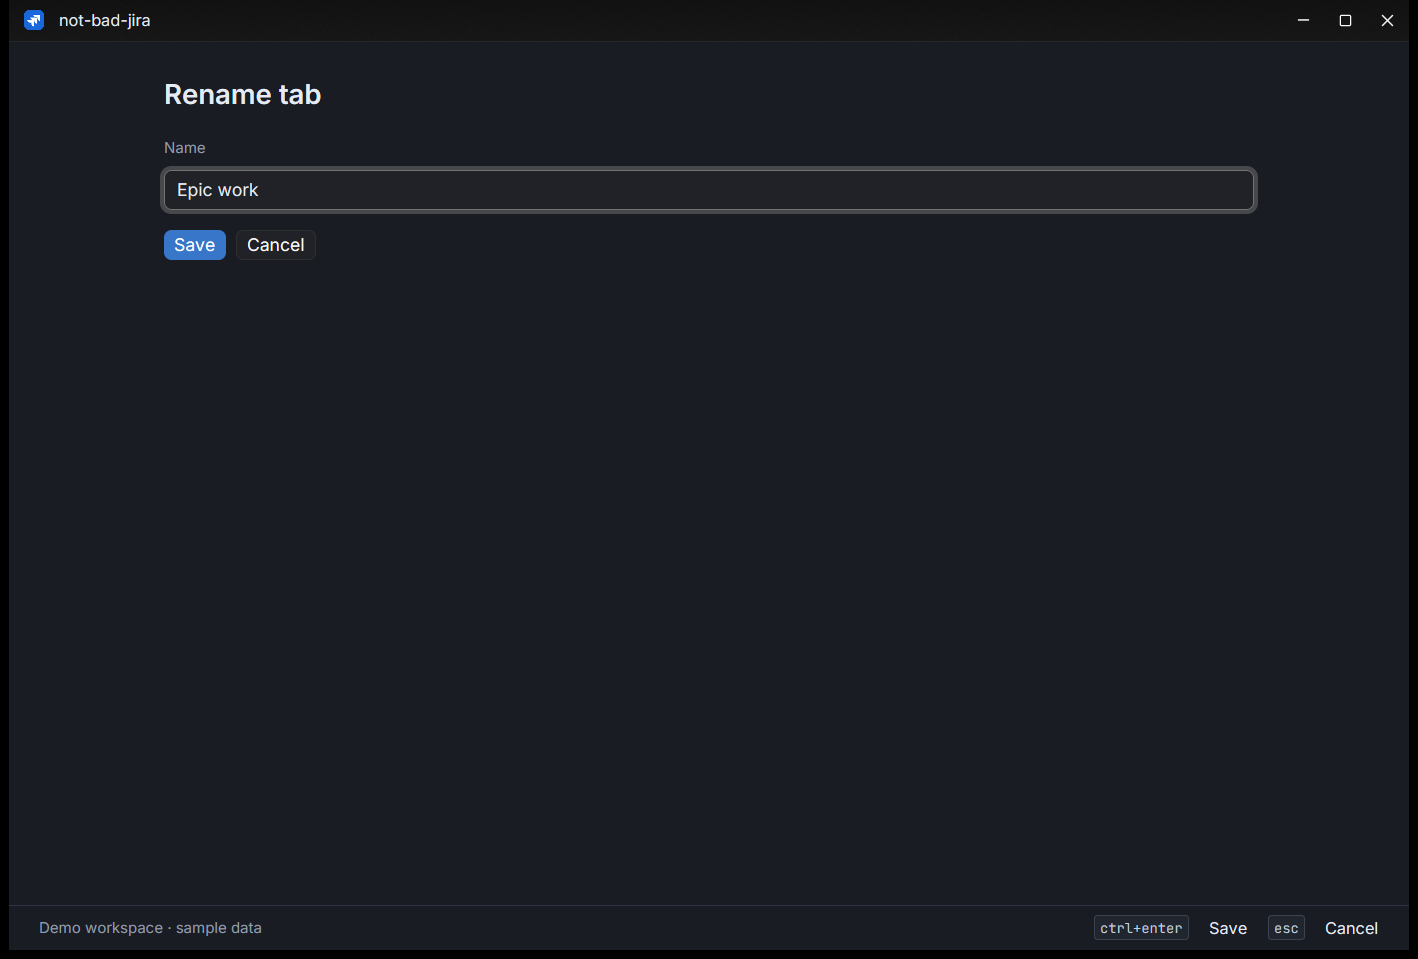 not-bad-jira
Rename tab
Name
Epic work
Save Cancel
Demo workspace · sample data ctrl+enter Save esc Cancel